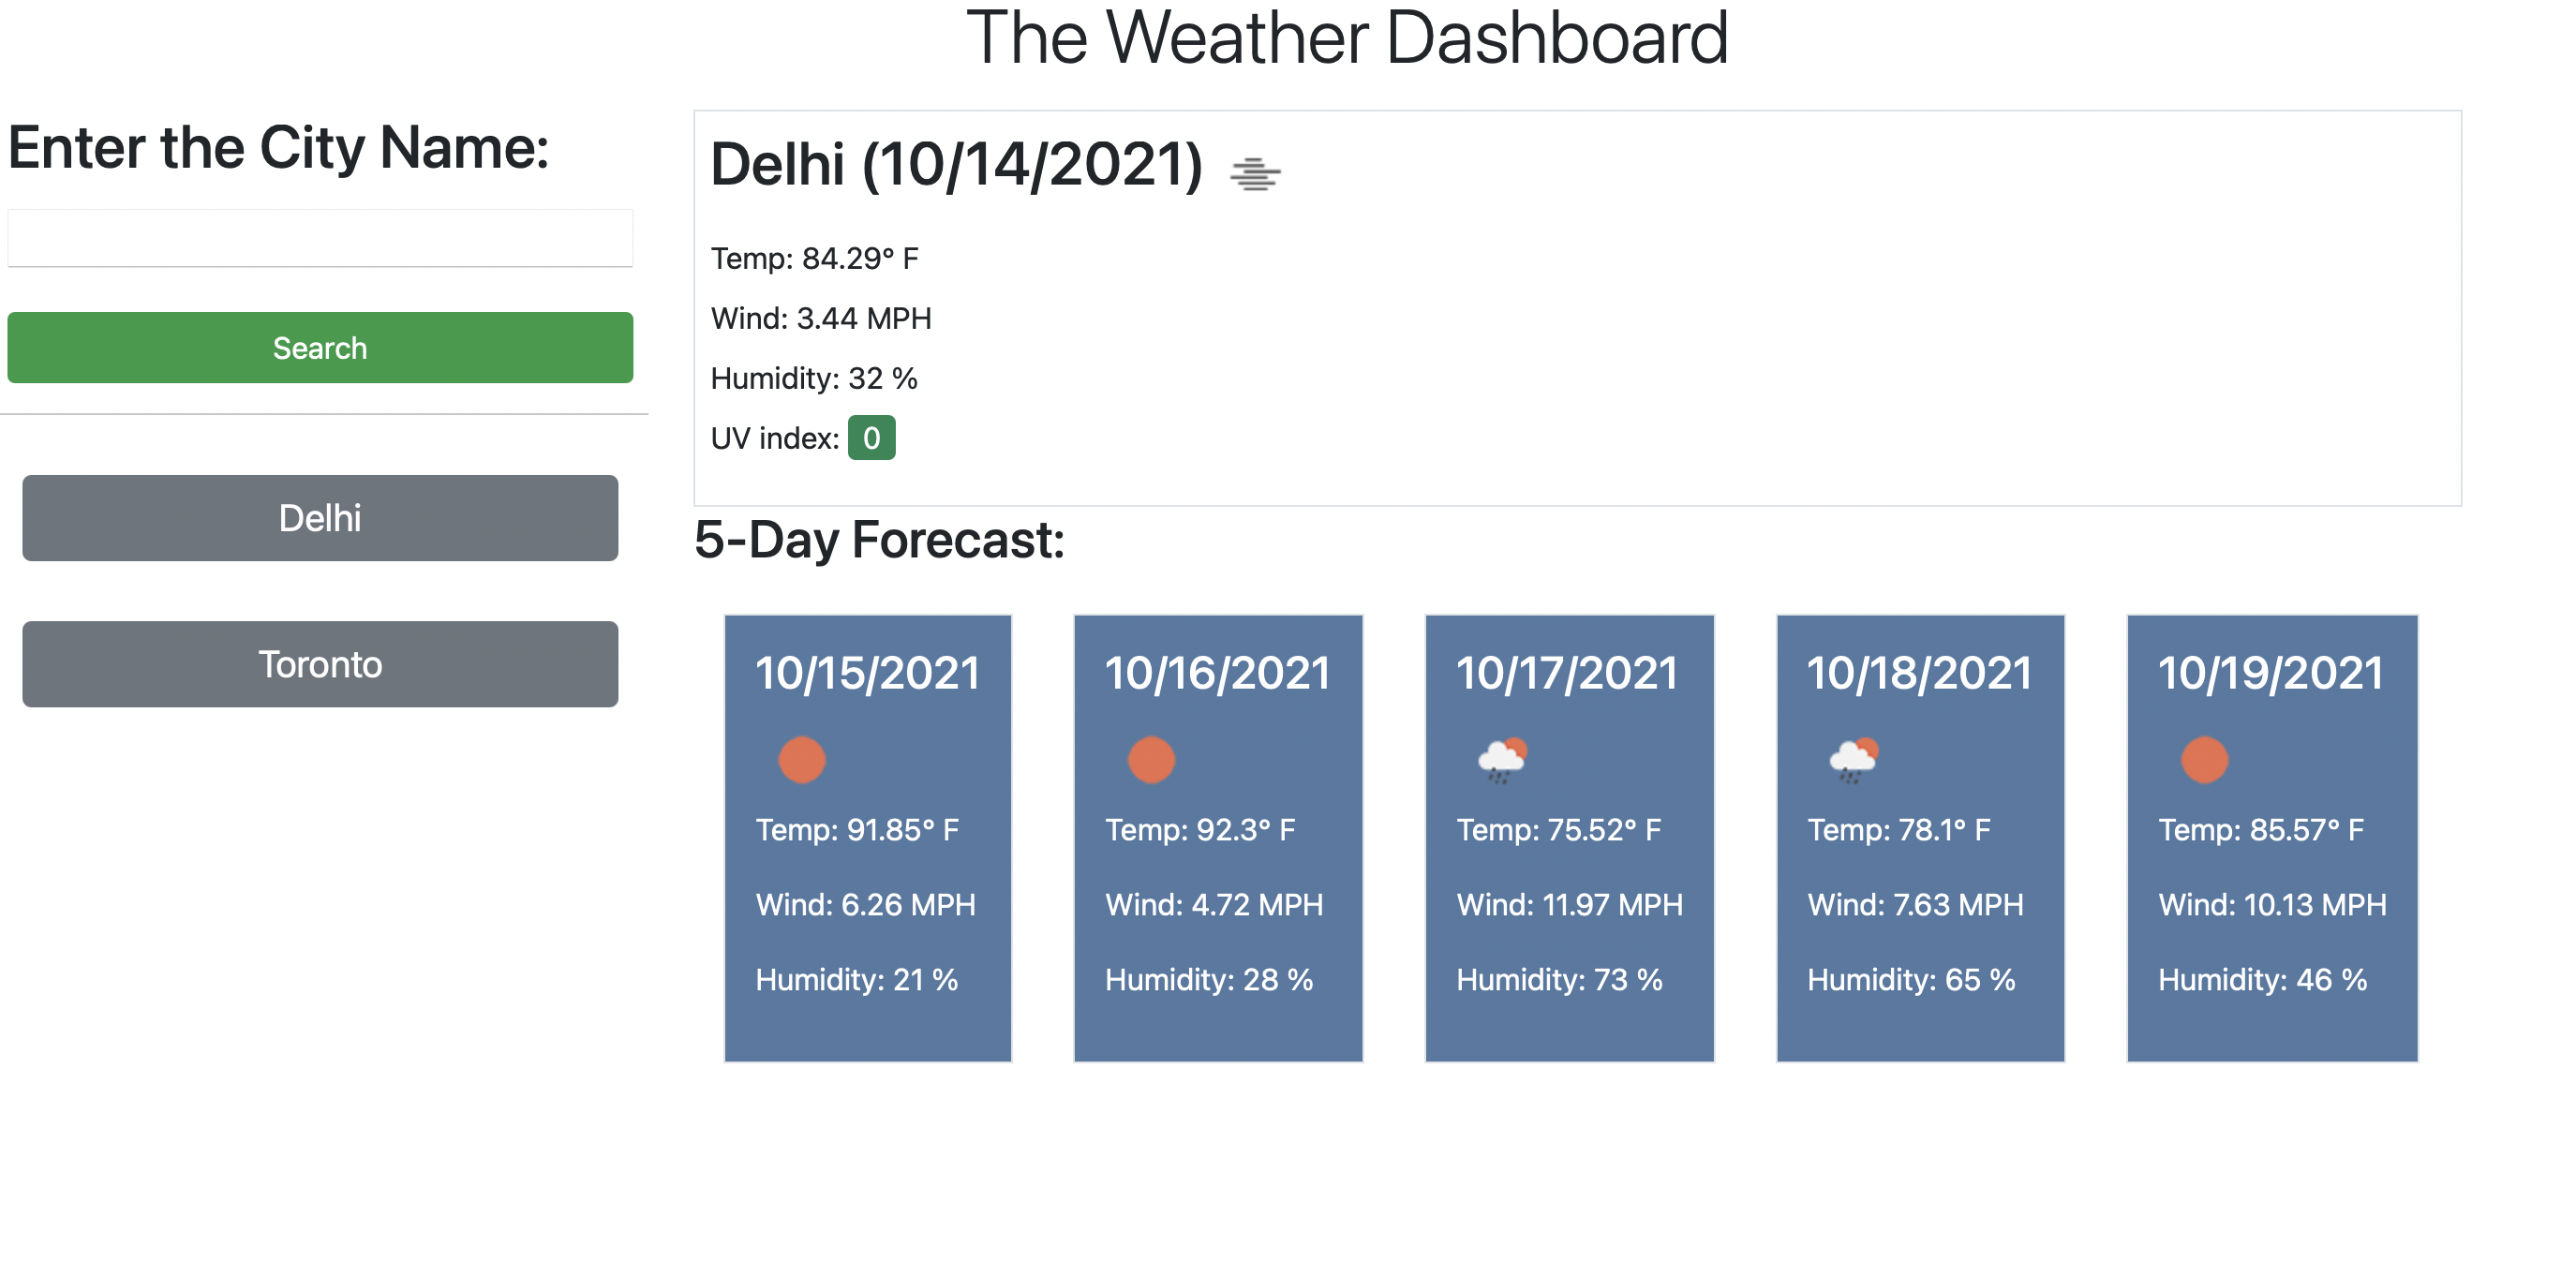 The Weather Dashboard
Enter the City Name:
Search
Delhi
Toronto
Delhi (10/14/2021)
Temp: 84.29° F
Wind: 3.44 MPH
Humidity: 32 %
UV index: 0
5-Day Forecast:
10/15/2021
Temp: 91.85° F
Wind: 6.26 MPH
Humidity: 21 %
10/16/2021
Temp: 92.3° F
Wind: 4.72 MPH
Humidity: 28 %
10/17/2021
Temp: 75.52° F
Wind: 11.97 MPH
Humidity: 73 %
10/18/2021
Temp: 78.1° F
Wind: 7.63 MPH
Humidity: 65 %
10/19/2021
Temp: 85.57° F
Wind: 10.13 MPH
Humidity: 46 %